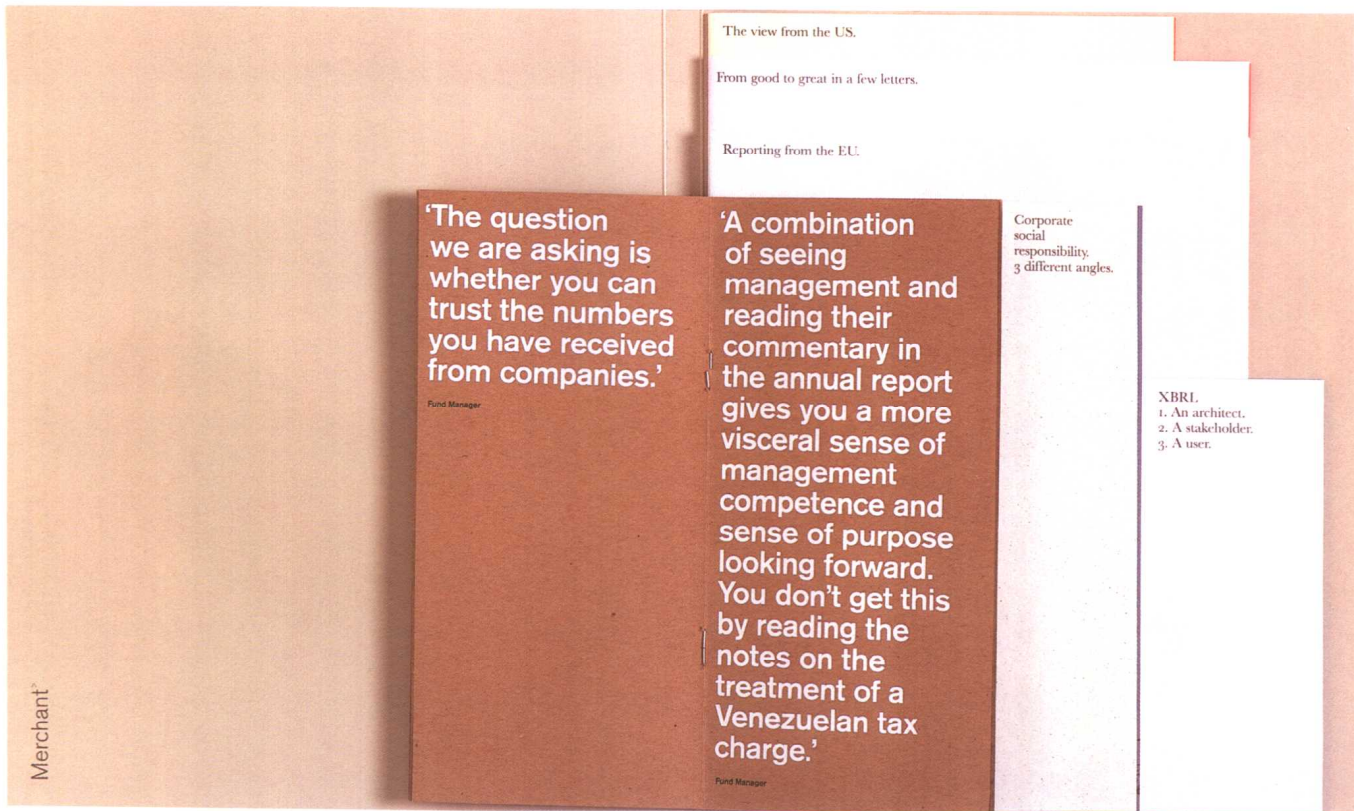 The view from the US.
From good to great in a few letters.
Reporting from the EU.
‘The question
we are asking is
whether you can
trust the numbers
you have received
from companies.’
Fund Manager
‘A combination
of seeing
management and
reading their
commentary in
the annual report
gives you a more
visceral sense of
management
competence and
sense of purpose
looking forward.
You don’t get this
by reading the
notes on the
treatment of a
Venezuelan tax
charge.’
Fund Manager
Corporate
social
responsibility.
3 different angles.
XBRL
1. An architect.
2. A stakeholder.
3. A user.
Merchant